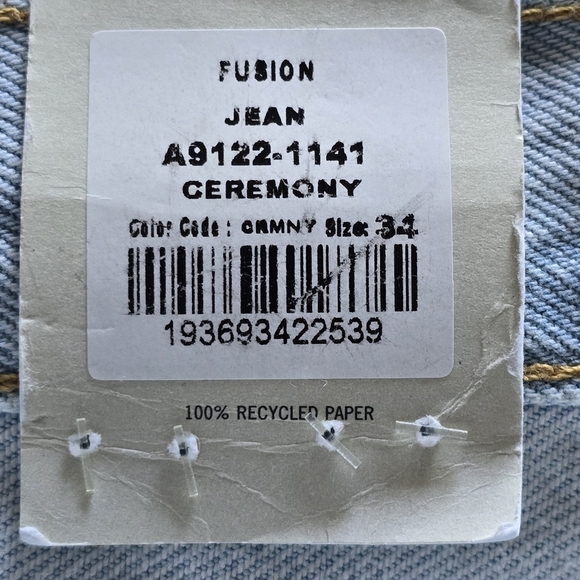 FUSION
JEAN
A9122-1141
CEREMONY
Color Code : CRMNY Size: 34
193693422539
100% RECYCLED PAPER